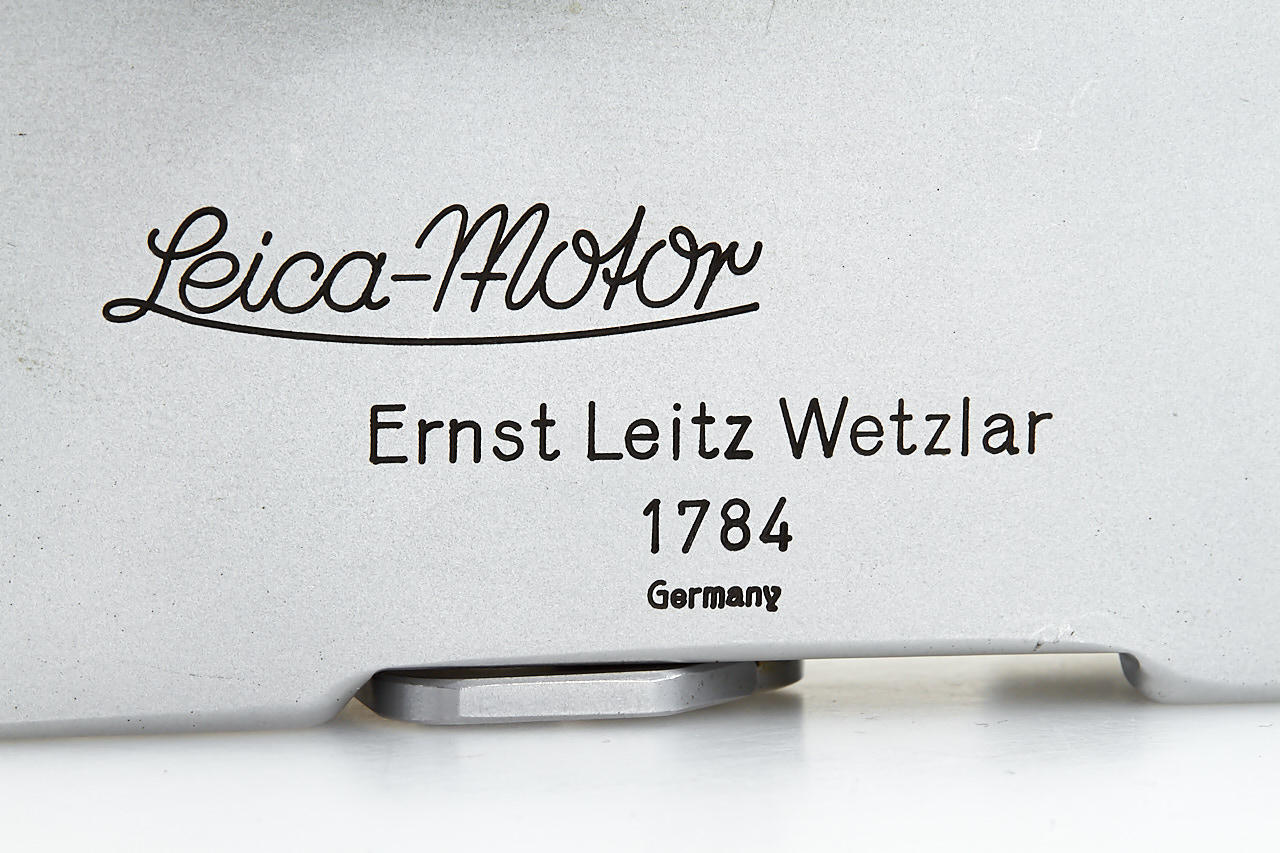 Leica-Motor
Ernst Leitz Wetzlar
1784
Germany